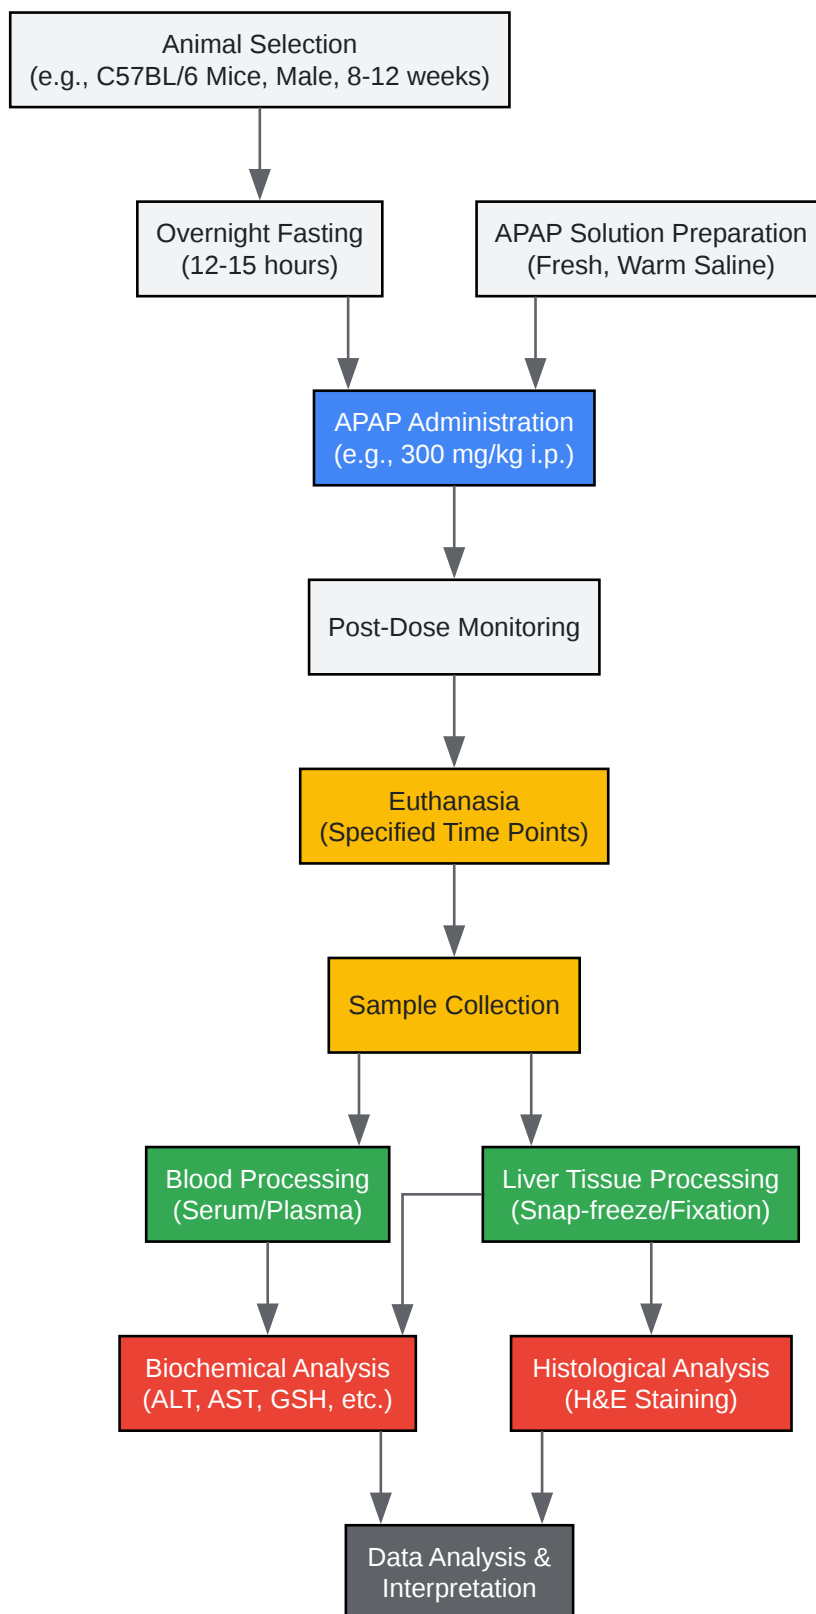 Animal Selection
(e.g., C57BL/6 Mice, Male, 8-12 weeks)
Overnight Fasting
(12-15 hours)
APAP Solution Preparation
(Fresh, Warm Saline)
APAP Administration
(e.g., 300 mg/kg i.p.)
Post-Dose Monitoring
Euthanasia
(Specified Time Points)
Sample Collection
Blood Processing
(Serum/Plasma)
Liver Tissue Processing
(Snap-freeze/Fixation)
Biochemical Analysis
(ALT, AST, GSH, etc.)
Histological Analysis
(H&E Staining)
Data Analysis &
Interpretation